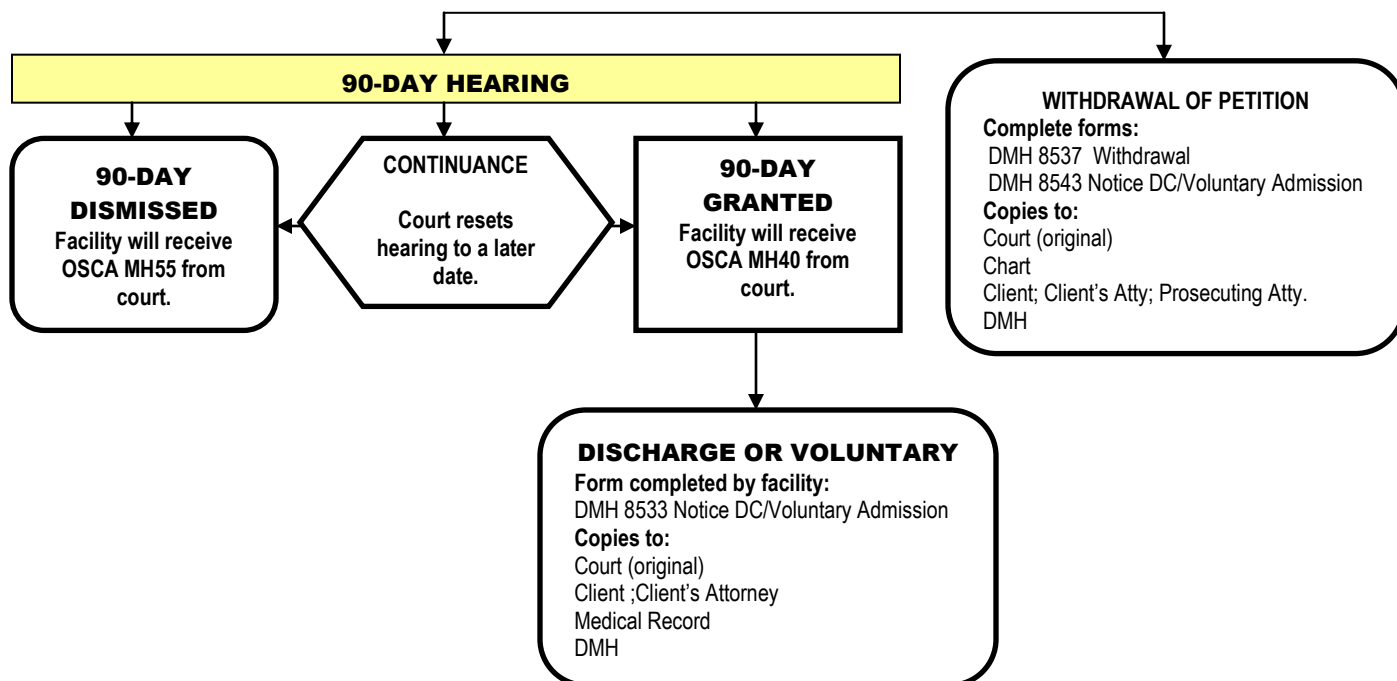 90-DAY HEARING
90-DAY
DISMISSED
Facility will receive
OSCA MH55 from
court.
CONTINUANCE
Court resets
hearing to a later
date.
90-DAY
GRANTED
Facility will receive
OSCA MH40 from
court.
WITHDRAWAL OF PETITION
Complete forms:
DMH 8537 Withdrawal
DMH 8543 Notice DC/Voluntary Admission
Copies to:
Court (original)
Chart
Client; Client's Atty; Prosecuting Atty.
DMH
DISCHARGE OR VOLUNTARY
Form completed by facility:
DMH 8533 Notice DC/Voluntary Admission
Copies to:
Court (original)
Client ;Client's Attorney
Medical Record
DMH